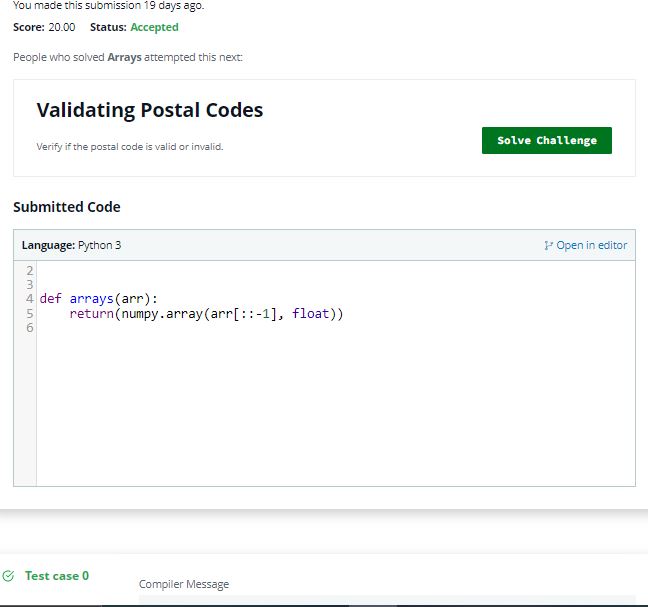 You made this submission 19 days ago.
Score: 20.00 Status: Accepted
People who solved Arrays attempted this next:
Validating Postal Codes
Verify if the postal code is valid or invalid.
Solve Challenge
Submitted Code
Language: Python 3
Open in editor
2
3
4 def arrays(arr):
5     return(numpy.array(arr[::-1], float))
6
Test case 0
Compiler Message